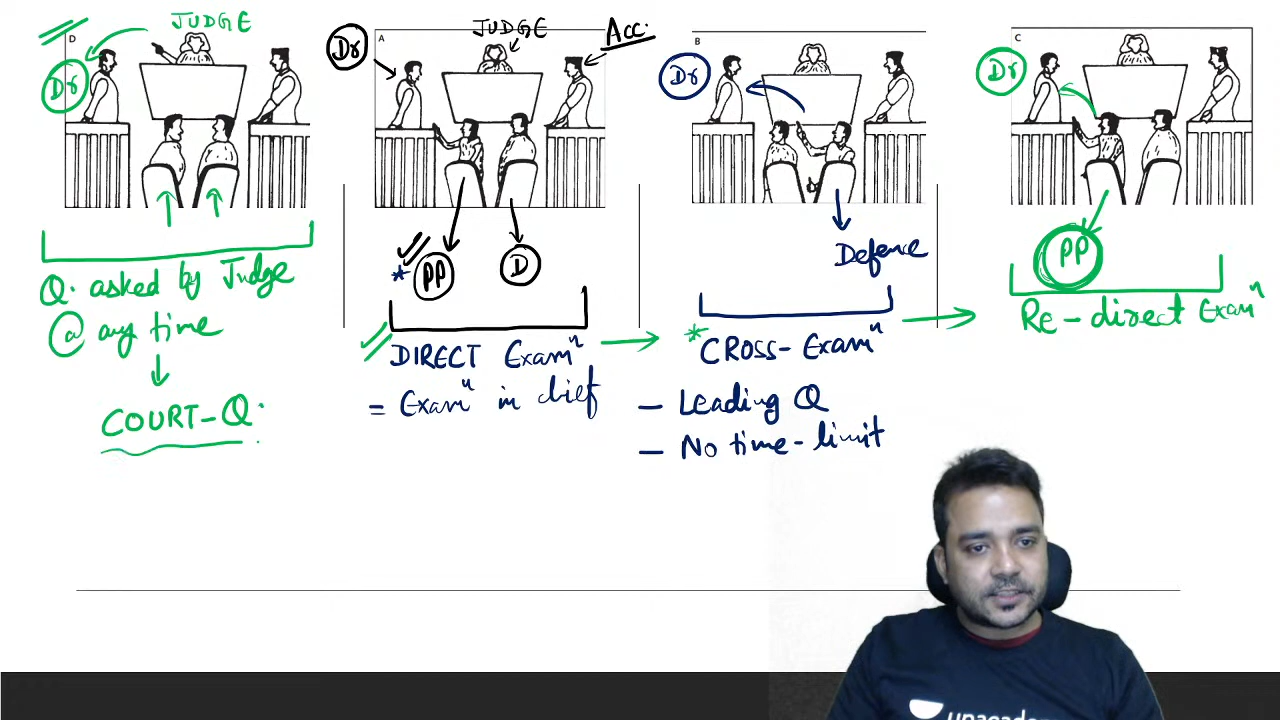 D
JUDGE
Dr
Q. asked by Judge
@ any time
COURT-Q.
A
JUDGE
Acc.
Dr
* PP
D
DIRECT Examⁿ
= Examⁿ in chief
B
Dr
Defence
* CROSS-Examⁿ
- Leading Q
- No time-limit
C
Dr
PP
Re-direct Examⁿ
unacademy